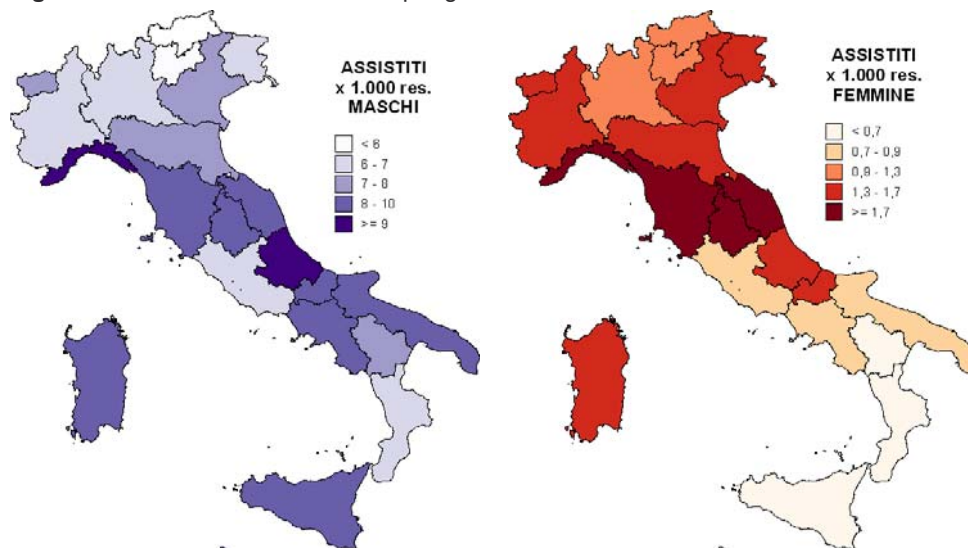 ASSISTITI
x 1.000 res.
MASCHI
< 6
6 - 7
7 - 8
8 - 10
>= 9
ASSISTITI
x 1.000 res.
FEMMINE
< 0,7
0,7 - 0,9
0,9 - 1,3
1,3 - 1,7
>= 1,7